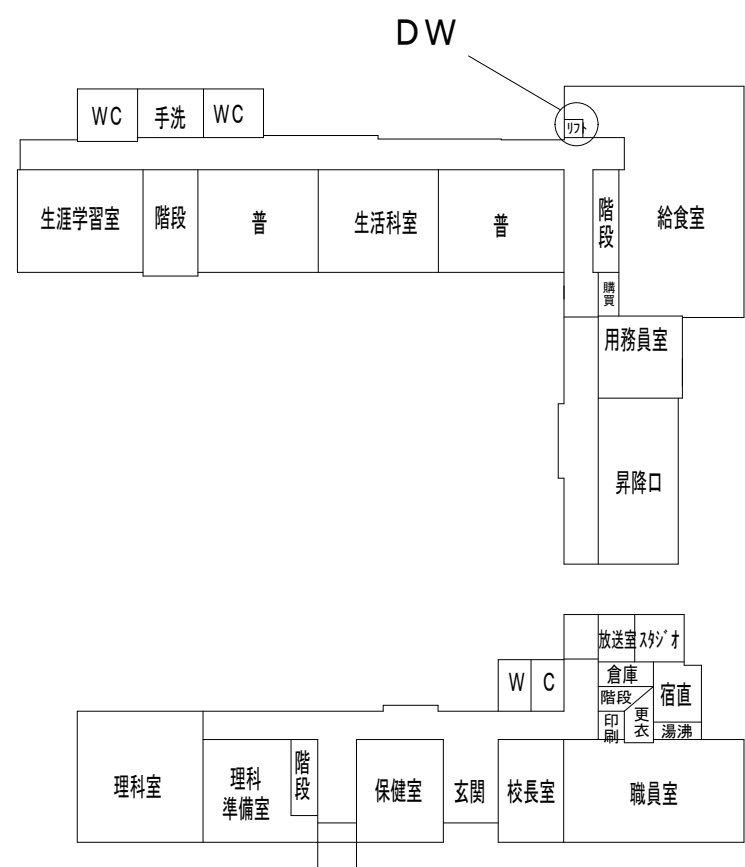 DW
WC
手洗
WC
リフト
生涯学習室
階段
普
生活科室
普
階段
給食室
購買
用務員室
昇降口
放送室
スタジオ
倉庫
W
C
階段
宿直
印刷
更衣
湯沸
理科室
理科
準備室
階段
保健室
玄関
校長室
職員室